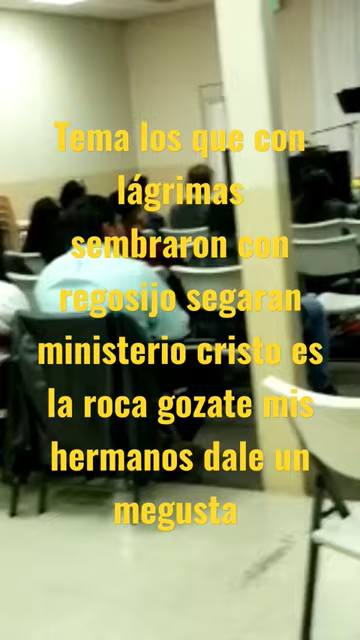 Tema los que con
lágrimas
sembraron con
regosijo segaran
ministerio cristo es
la roca gozate mis
hermanos dale un
megusta